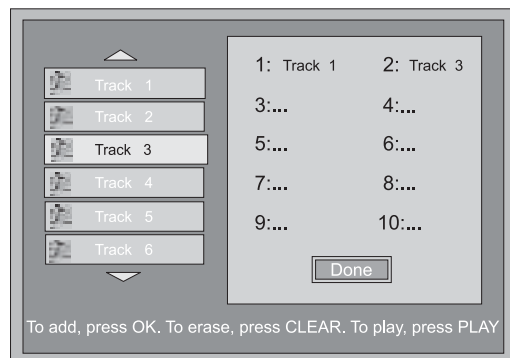 Track 1
Track 2
Track 3
Track 4
Track 5
Track 6
1: Track 1 2: Track 3
3:... 4:...
5:... 6:...
7:... 8:...
9:... 10:...
Done
To add, press OK. To erase, press CLEAR. To play, press PLAY